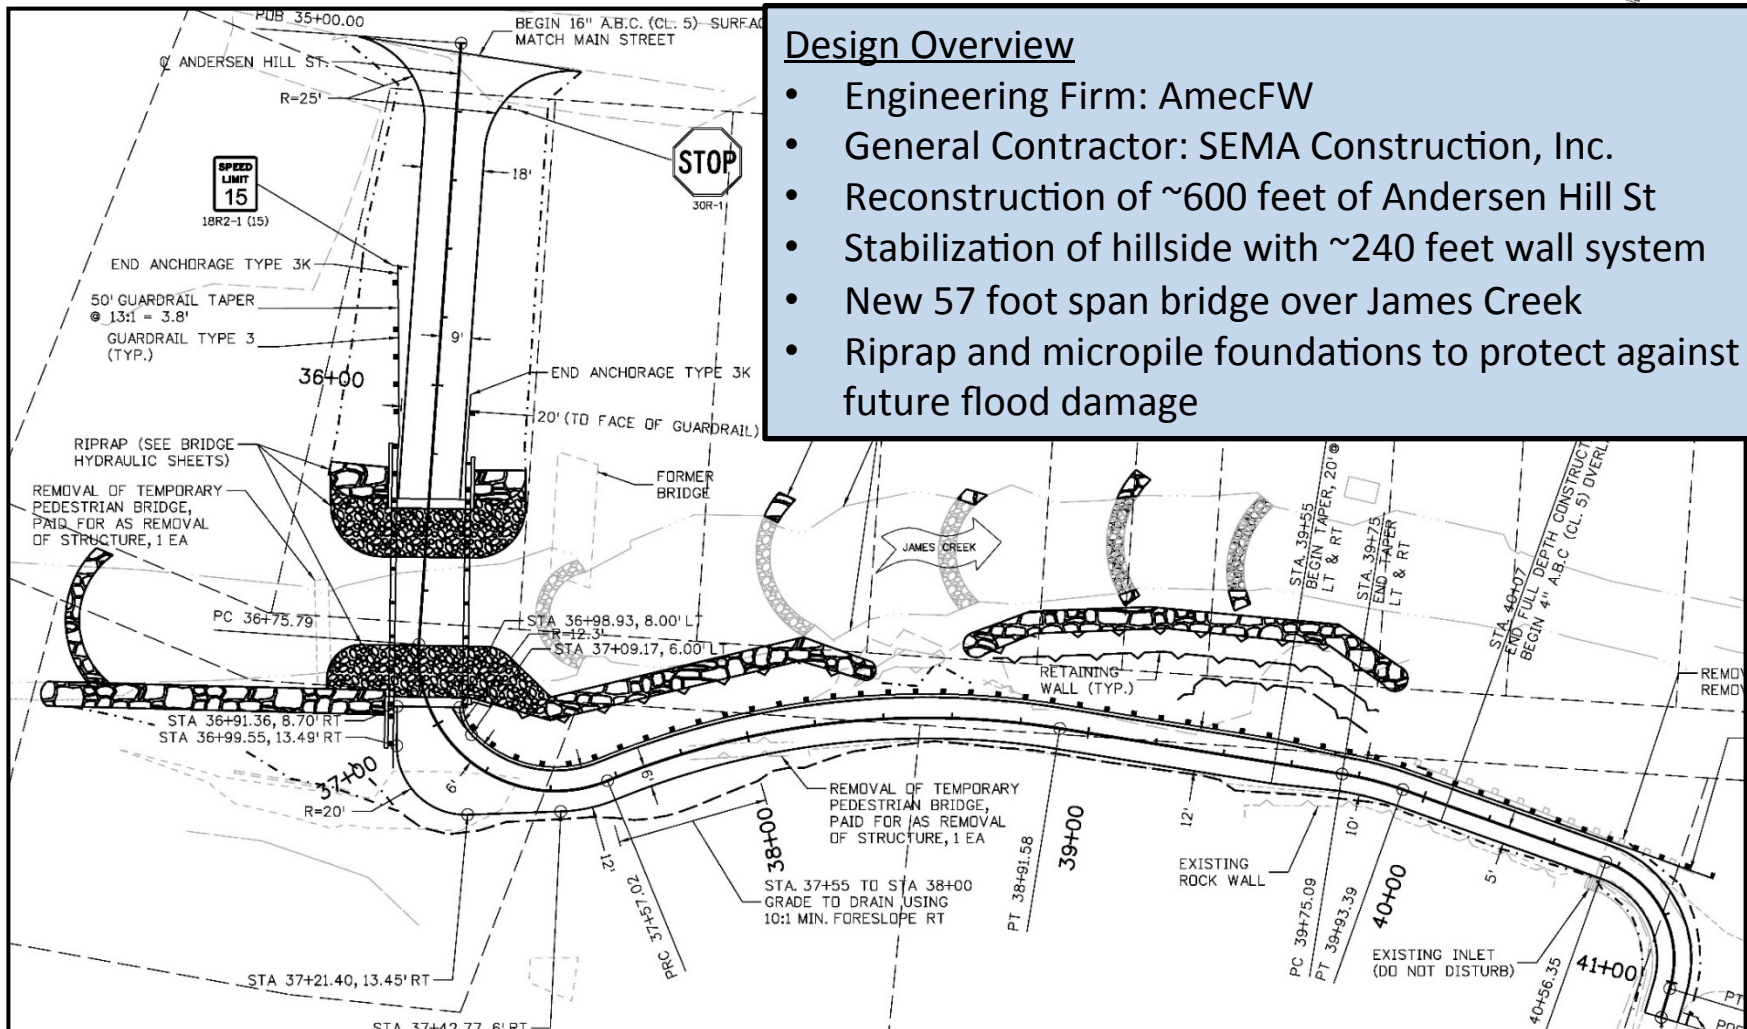 POB 35+00.00
BEGIN 16" A.B.C. (CL. 5) SURFAC
MATCH MAIN STREET
℄ ANDERSEN HILL ST.
R=25'
SPEED
LIMIT
15
18R2-1 (15)
STOP
30R-1
18'
END ANCHORAGE TYPE 3K
50' GUARDRAIL TAPER
@ 13:1 = 3.8'
GUARDRAIL TYPE 3
(TYP.)
9'
36+00
END ANCHORAGE TYPE 3K
20' (TO FACE OF GUARDRAIL)
Design Overview
• Engineering Firm: AmecFW
• General Contractor: SEMA Construction, Inc.
• Reconstruction of ~600 feet of Andersen Hill St
• Stabilization of hillside with ~240 feet wall system
• New 57 foot span bridge over James Creek
• Riprap and micropile foundations to protect against
future flood damage
RIPRAP (SEE BRIDGE
HYDRAULIC SHEETS)
REMOVAL OF TEMPORARY
PEDESTRIAN BRIDGE,
PAID FOR AS REMOVAL
OF STRUCTURE, 1 EA
FORMER
BRIDGE
JAMES CREEK
STA. 39+55
BEGIN TAPER, 20' @
LT & RT
STA. 39+75
END TAPER
LT & RT
STA. 40+07
END FULL DEPTH CONSTRUCT
BEGIN 4" A.B.C (CL. 5) OVERL
PC 36+75.79
STA 36+98.93, 8.00' LT
R=12.3'
STA 37+09.17, 6.00' LT
RETAINING
WALL (TYP.)
REMOV
REMOV
STA 36+91.36, 8.70' RT
STA 36+99.55, 13.49' RT
37+00
R=20'
6'
9'
12'
REMOVAL OF TEMPORARY
PEDESTRIAN BRIDGE,
PAID FOR AS REMOVAL
OF STRUCTURE, 1 EA
38+00
STA. 37+55 TO STA 38+00
GRADE TO DRAIN USING
10:1 MIN. FORESLOPE RT
PRC 37+57.02
PT 38+91.58
39+00
12'
EXISTING
ROCK WALL
10'
PC 39+75.09
PT 39+93.39
40+00
5'
EXISTING INLET
(DO NOT DISTURB)
40+56.35
41+00
PT
STA 37+21.40, 13.45' RT
STA 37+42.77, 6' RT